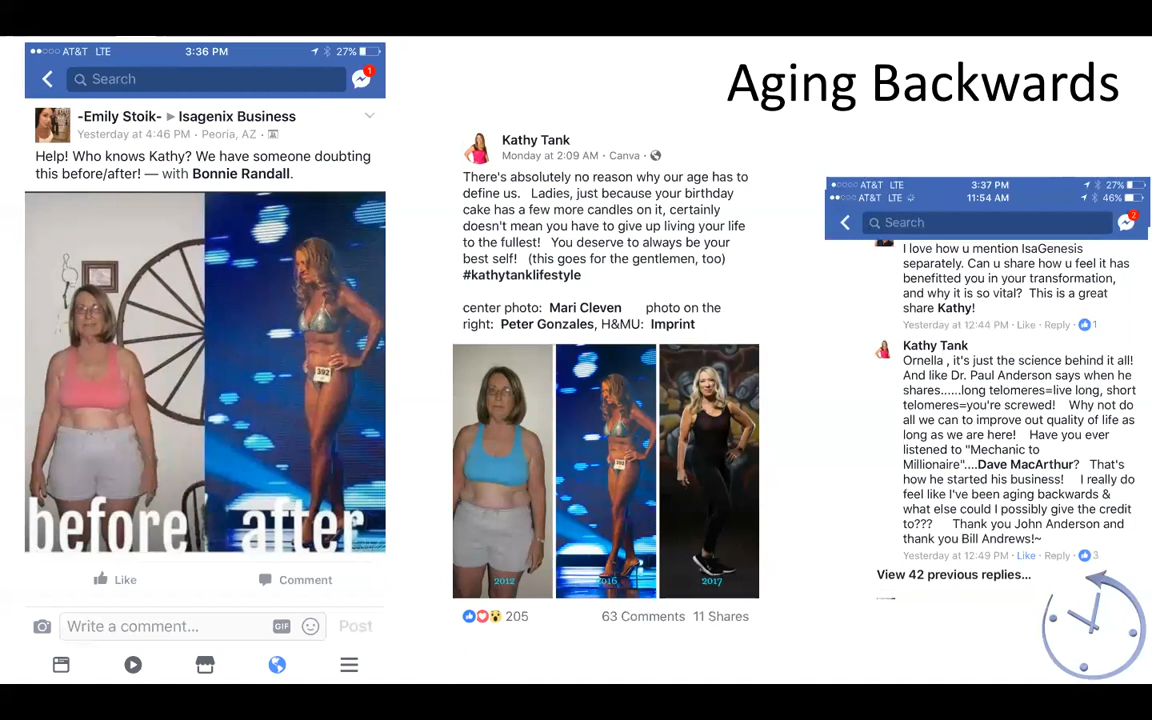 Aging Backwards
AT&T LTE 3:36 PM 27%
Search
1
-Emily Stoik- ▸ Isagenix Business
Yesterday at 4:46 PM · Peoria, AZ ·
Help! Who knows Kathy? We have someone doubting
this before/after! — with Bonnie Randall.
392
before after
Like Comment
Write a comment... GIF Post
Kathy Tank
Monday at 2:09 AM · Canva ·
There's absolutely no reason why our age has to
define us. Ladies, just because your birthday
cake has a few more candles on it, certainly
doesn't mean you have to give up living your life
to the fullest! You deserve to always be your
best self! (this goes for the gentlemen, too)
#kathytanklifestyle
center photo: Mari Cleven photo on the
right: Peter Gonzales, H&MU: Imprint
392
2012 2016 2017
205 63 Comments 11 Shares
AT&T LTE 3:37 PM 27%
AT&T LTE 11:54 AM 46%
Search
2
I love how u mention IsaGenesis
separately. Can u share how u feel it has
benefitted you in your transformation,
and why it is so vital? This is a great
share Kathy!
Yesterday at 12:44 PM · Like · Reply · 1
Kathy Tank
Ornella , it's just the science behind it all!
And like Dr. Paul Anderson says when he
shares......long telomeres=live long, short
telomeres=you're screwed! Why not do
all we can to improve out quality of life as
long as we are here! Have you ever
listened to "Mechanic to
Millionaire"....Dave MacArthur? That's
how he started his business! I really do
feel like I've been aging backwards &
what else could I possibly give the credit
to??? Thank you John Anderson and
thank you Bill Andrews!~
Yesterday at 12:49 PM · Like · Reply · 3
View 42 previous replies...